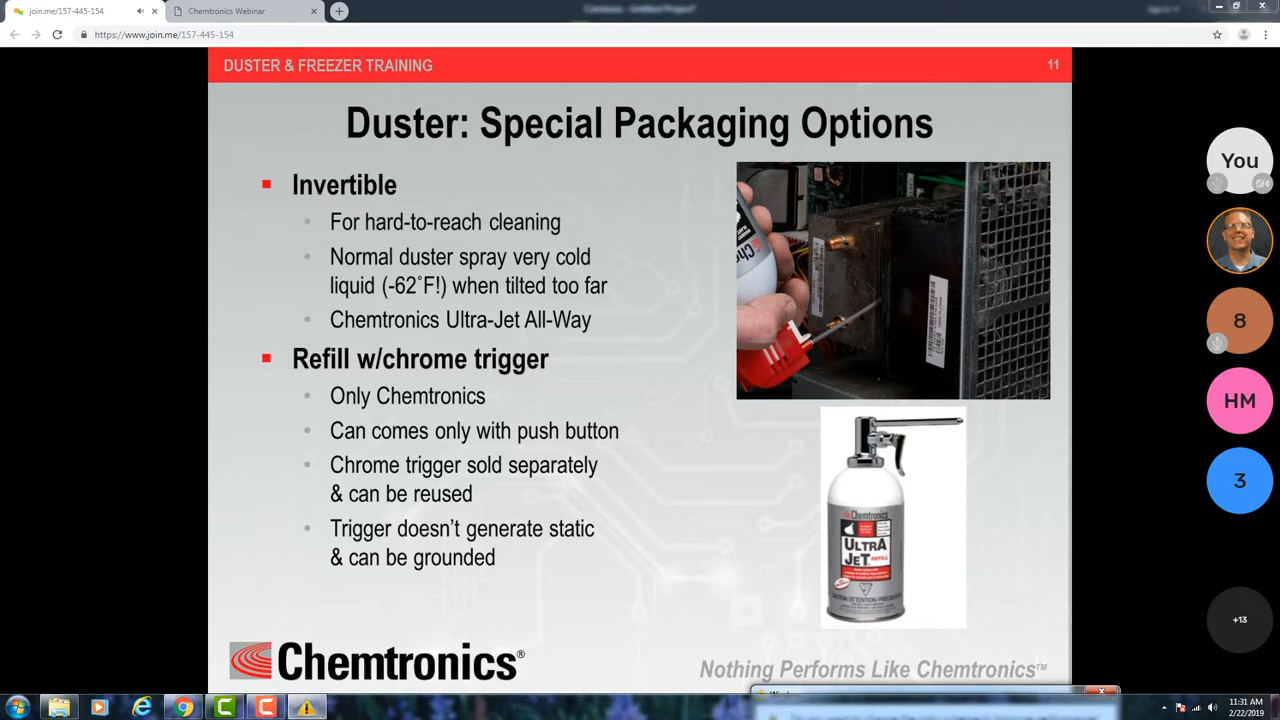 join.me/157-445-154
Chemtronics Webinar
https://www.join.me/157-445-154
DUSTER & FREEZER TRAINING
11
Duster: Special Packaging Options
Invertible
For hard-to-reach cleaning
Normal duster spray very cold
liquid (-62˚F!) when tilted too far
Chemtronics Ultra-Jet All-Way
Refill w/chrome trigger
Only Chemtronics
Can comes only with push button
Chrome trigger sold separately
& can be reused
Trigger doesn’t generate static
& can be grounded
Chemtronics
ULTRA
JET REFILL
Chemtronics®
Nothing Performs Like Chemtronics™
You
8
HM
3
+13
11:31 AM
2/22/2019